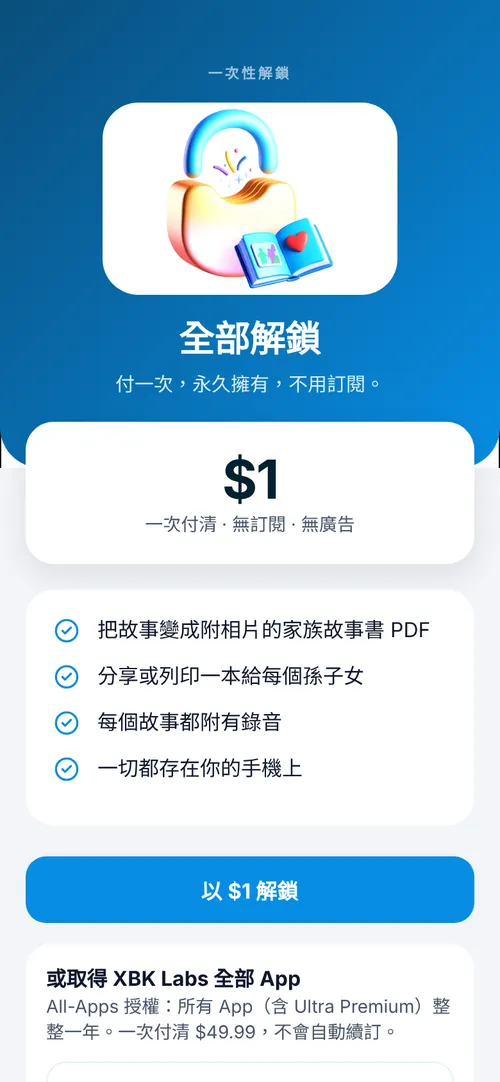 一次性解鎖
全部解鎖
付一次，永久擁有，不用訂閱。
$1
一次付清 · 無訂閱 · 無廣告
把故事變成附相片的家族故事書 PDF
分享或列印一本給每個孫子女
每個故事都附有錄音
一切都存在你的手機上
以 $1 解鎖
或取得 XBK Labs 全部 App
All-Apps 授權：所有 App（含 Ultra Premium）整
整一年。一次付清 $49.99，不會自動續訂。